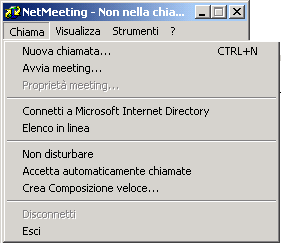 NetMeeting - Non nella chia...
Chiama Visualizza Strumenti ?
Nuova chiamata... CTRL+N
Avvia meeting...
Proprietà meeting...
Connetti a Microsoft Internet Directory
Elenco in linea
Non disturbare
Accetta automaticamente chiamate
Crea Composizione veloce...
Disconnetti
Esci